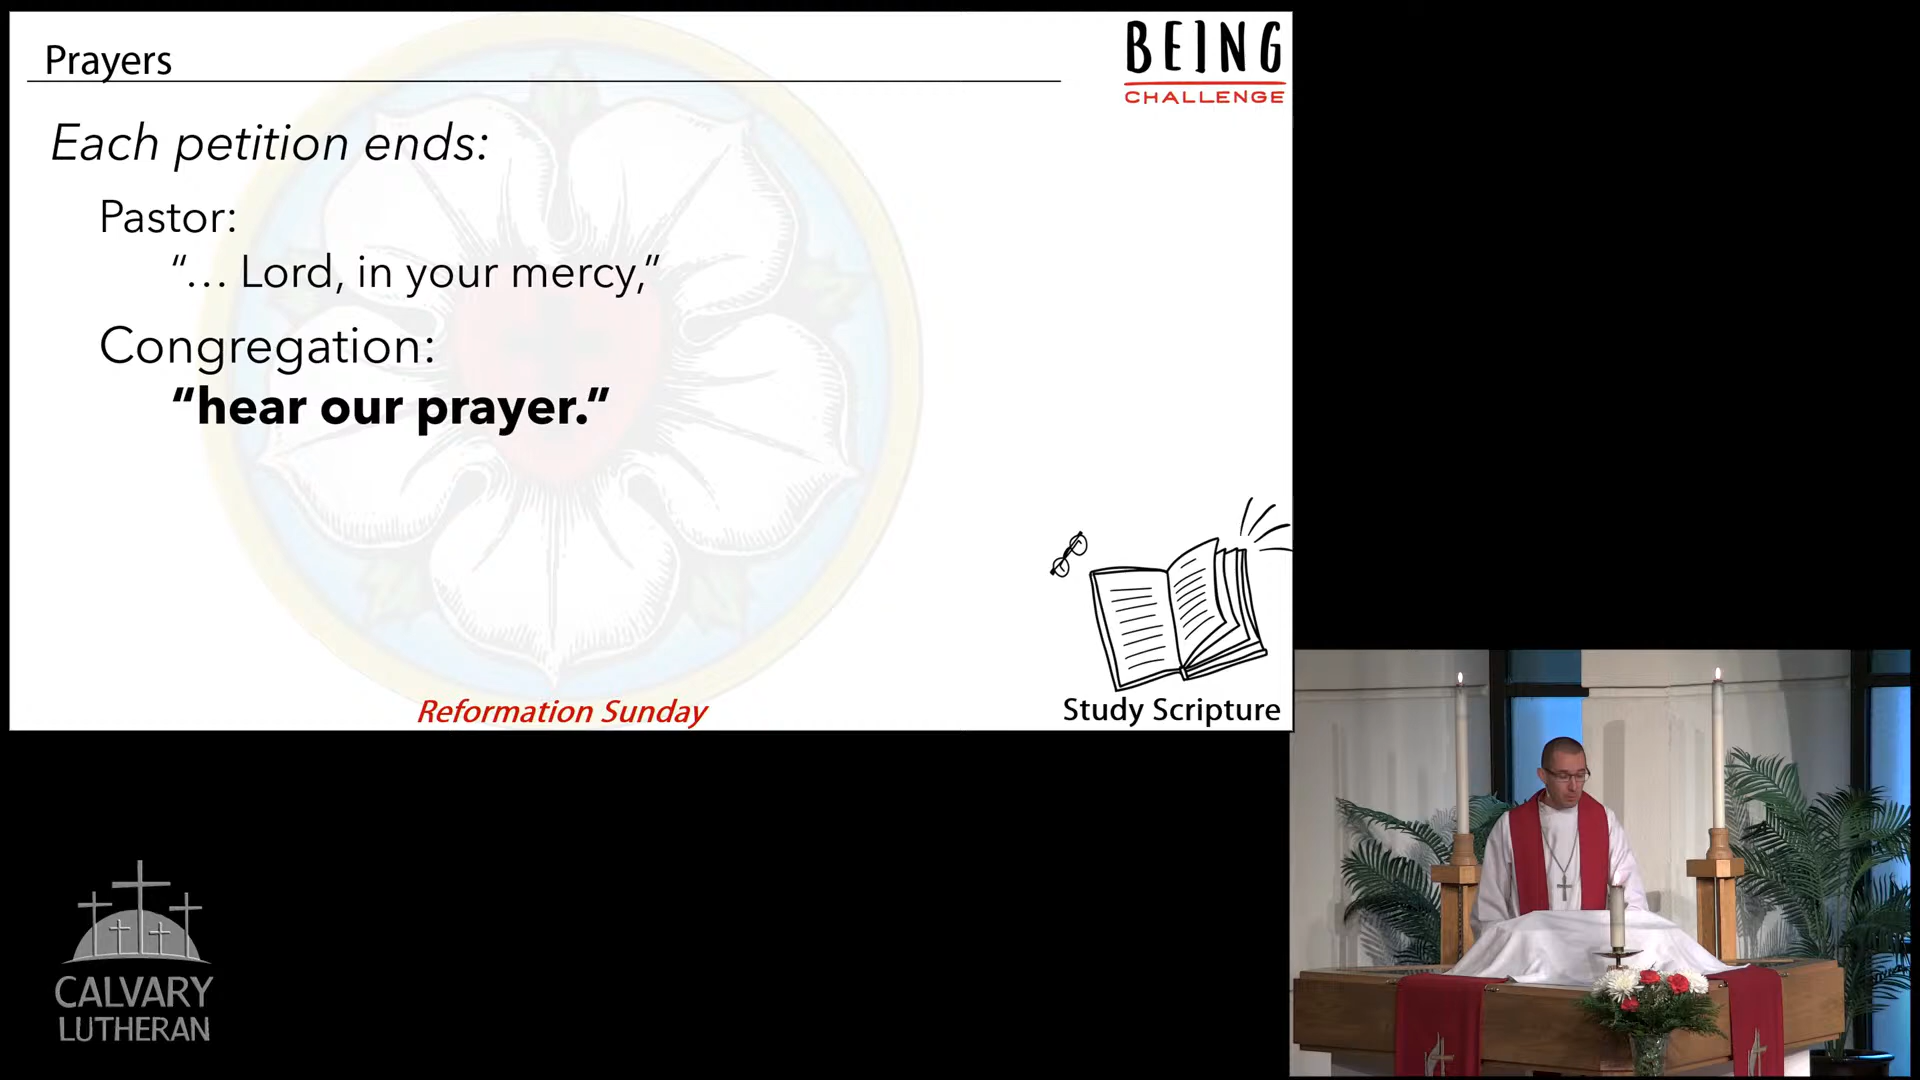 Prayers
BEING
CHALLENGE
Each petition ends:
Pastor:
“... Lord, in your mercy,”
Congregation:
“hear our prayer.”
Reformation Sunday
Study Scripture
CALVARY
LUTHERAN